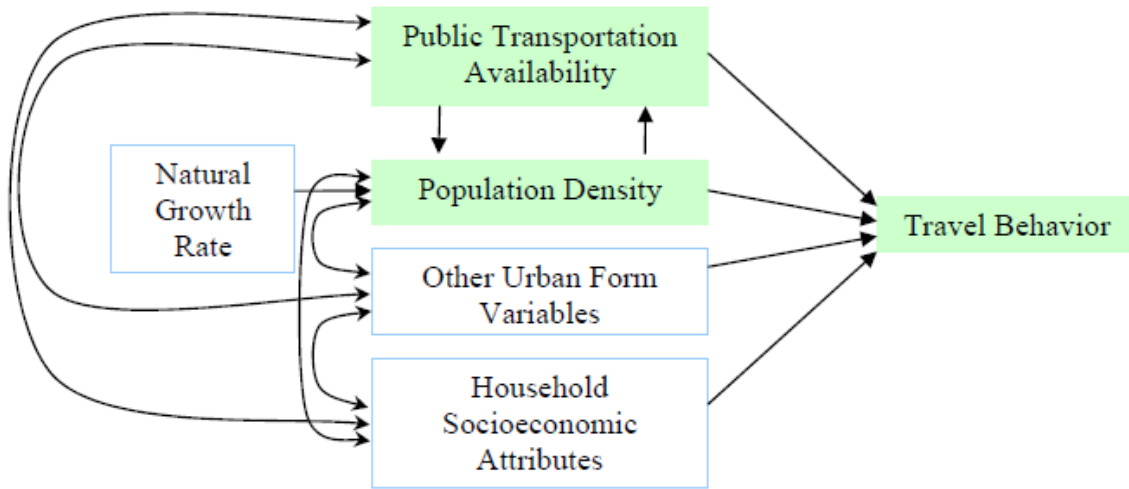 Public Transportation
Availability
Natural
Growth
Rate
Population Density
Travel Behavior
Other Urban Form
Variables
Household
Socioeconomic
Attributes